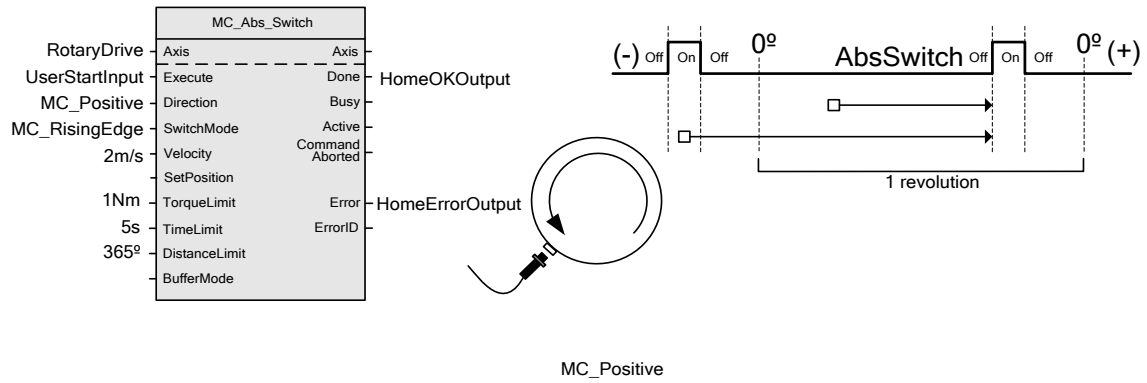 MC_Abs_Switch
RotaryDrive Axis Axis
UserStartInput Execute Done HomeOKOutput
MC_Positive Direction Busy
MC_RisingEdge SwitchMode Active
2m/s Velocity Command Aborted
SetPosition
1Nm TorqueLimit Error HomeErrorOutput
5s TimeLimit ErrorID
365º DistanceLimit
BufferMode
(-) Off On Off 0º AbsSwitch Off On Off 0º (+)
1 revolution
MC_Positive